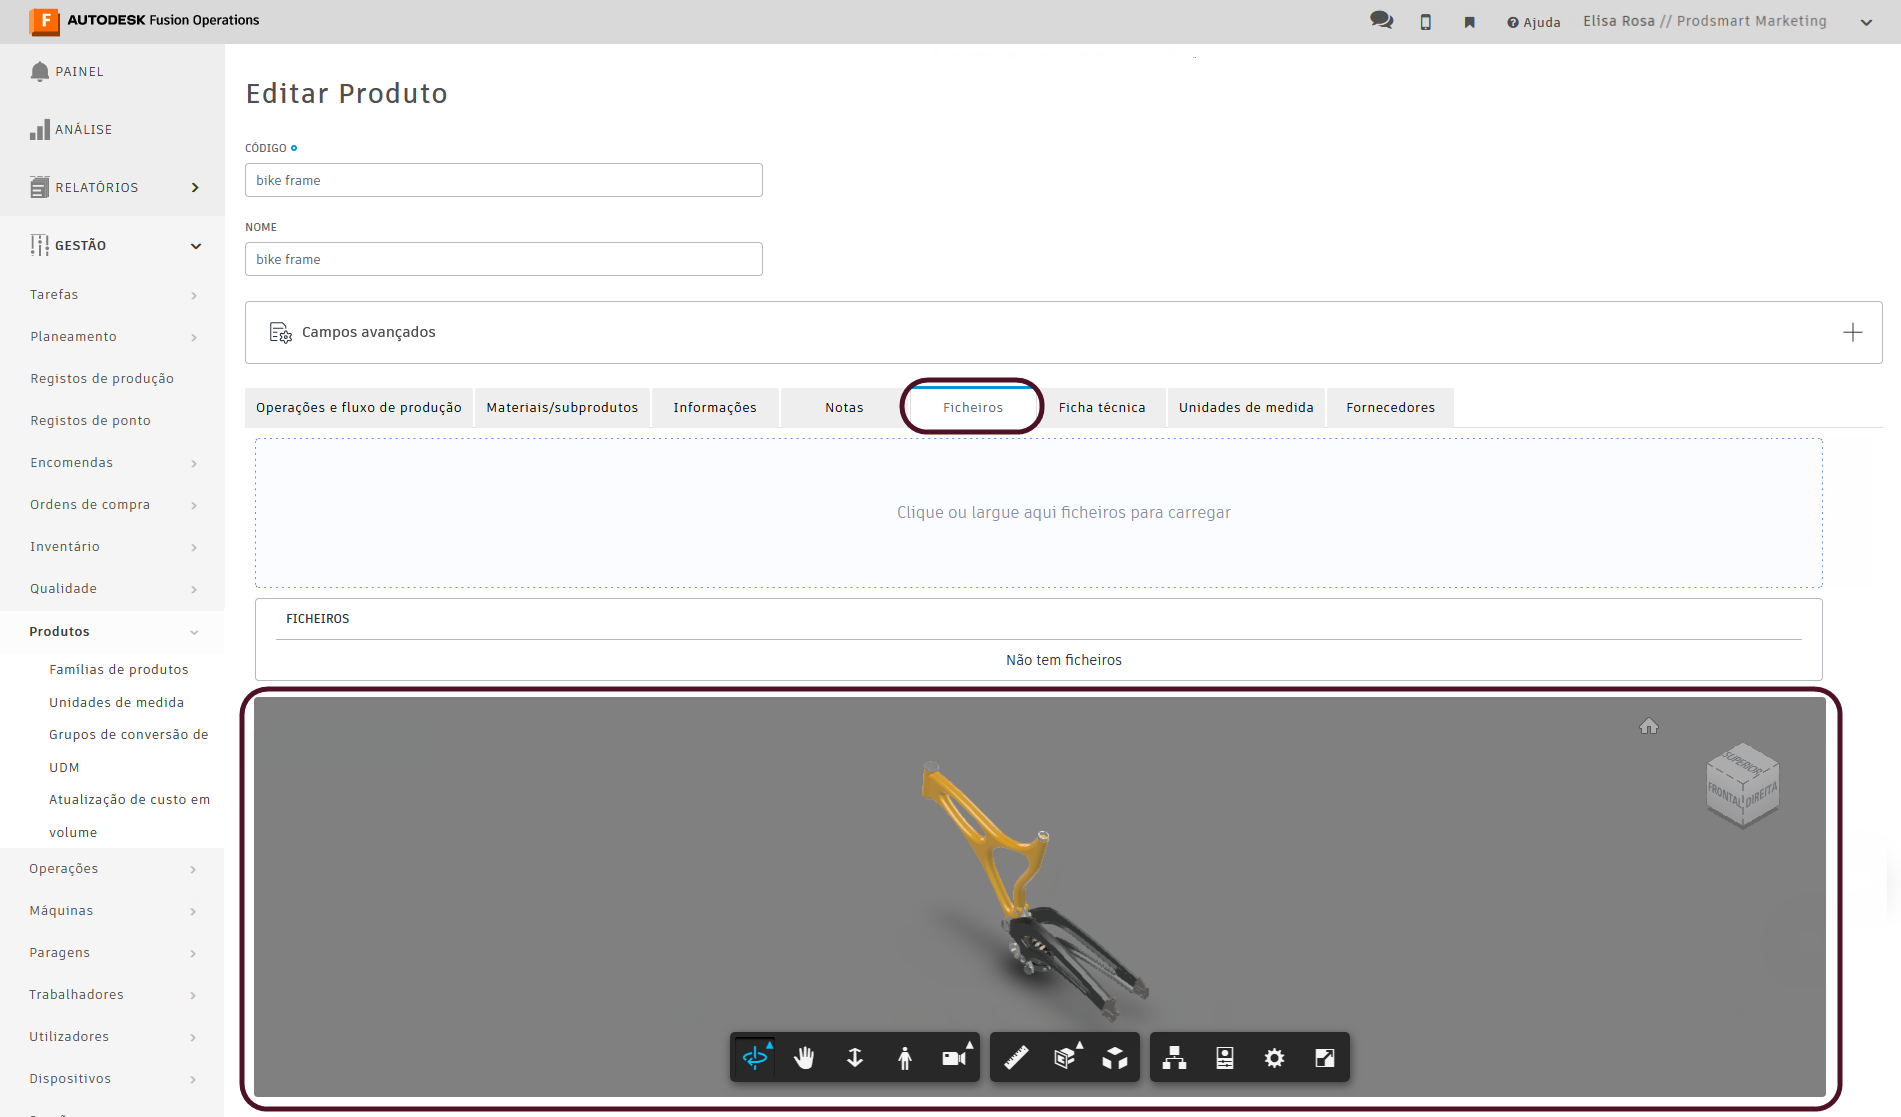 F AUTODESK Fusion Operations
Ajuda
Elisa Rosa // Prodsmart Marketing
PAINEL
ANÁLISE
RELATÓRIOS
GESTÃO
Tarefas
Planeamento
Registos de produção
Registos de ponto
Encomendas
Ordens de compra
Inventário
Qualidade
Produtos
Famílias de produtos
Unidades de medida
Grupos de conversão de
UDM
Atualização de custo em
volume
Operações
Máquinas
Paragens
Trabalhadores
Utilizadores
Dispositivos
Editar Produto
CÓDIGO
bike frame
NOME
bike frame
Campos avançados
Operações e fluxo de produção
Materiais/subprodutos
Informações
Notas
Ficheiros
Ficha técnica
Unidades de medida
Fornecedores
Clique ou largue aqui ficheiros para carregar
FICHEIROS
Não tem ficheiros
SUPERIOR
FRONTAL
DIREITA